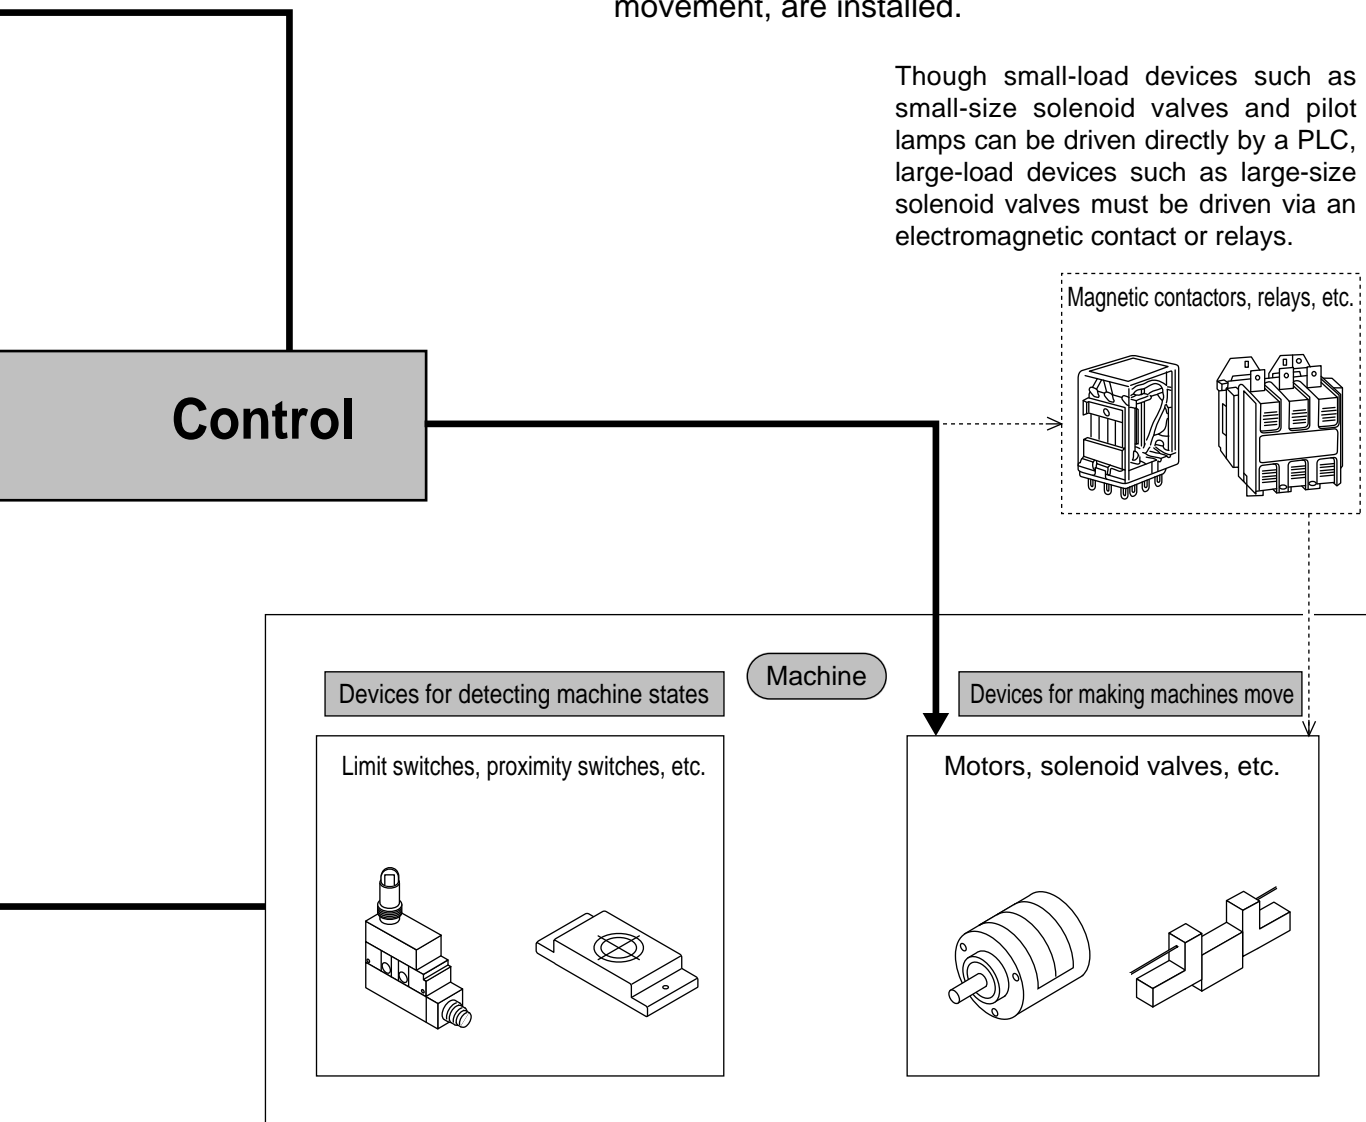 movement, are installed.
Though small-load devices such as
small-size solenoid valves and pilot
lamps can be driven directly by a PLC,
large-load devices such as large-size
solenoid valves must be driven via an
electromagnetic contact or relays.
Magnetic contactors, relays, etc.
Control
Machine
Devices for detecting machine states
Devices for making machines move
Limit switches, proximity switches, etc.
Motors, solenoid valves, etc.